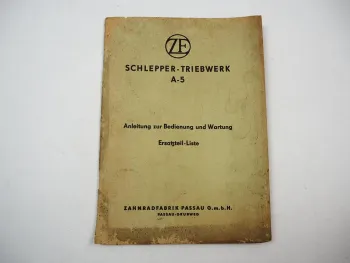 ZF
SCHLEPPER-TRIEBWERK
A-5
Anleitung zur Bedienung und Wartung
Ersatzteil-Liste
ZAHNRADFABRIK PASSAU G.m.b.H.
PASSAU-GRUBWEG